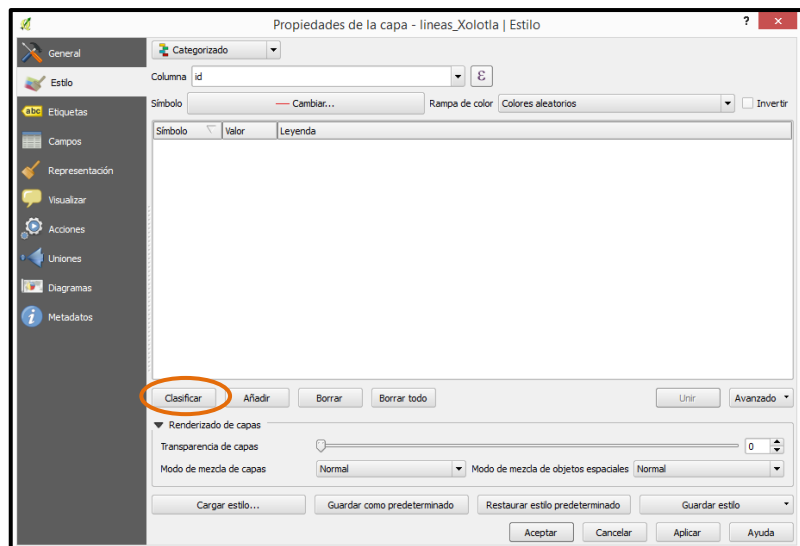 Propiedades de la capa - lineas_Xolotla | Estilo
? ×
General
Estilo
abc Etiquetas
Campos
Representación
Visualizar
Acciones
Uniones
Diagramas
i Metadatos
Categorizado
Columna id ε
Símbolo Cambiar... Rampa de color Colores aleatorios Invertir
Símbolo Valor Leyenda
Clasificar Añadir Borrar Borrar todo Unir Avanzado
Renderizado de capas
Transparencia de capas 0
Modo de mezcla de capas Normal Modo de mezcla de objetos espaciales Normal
Cargar estilo... Guardar como predeterminado Restaurar estilo predeterminado Guardar estilo
Aceptar Cancelar Aplicar Ayuda